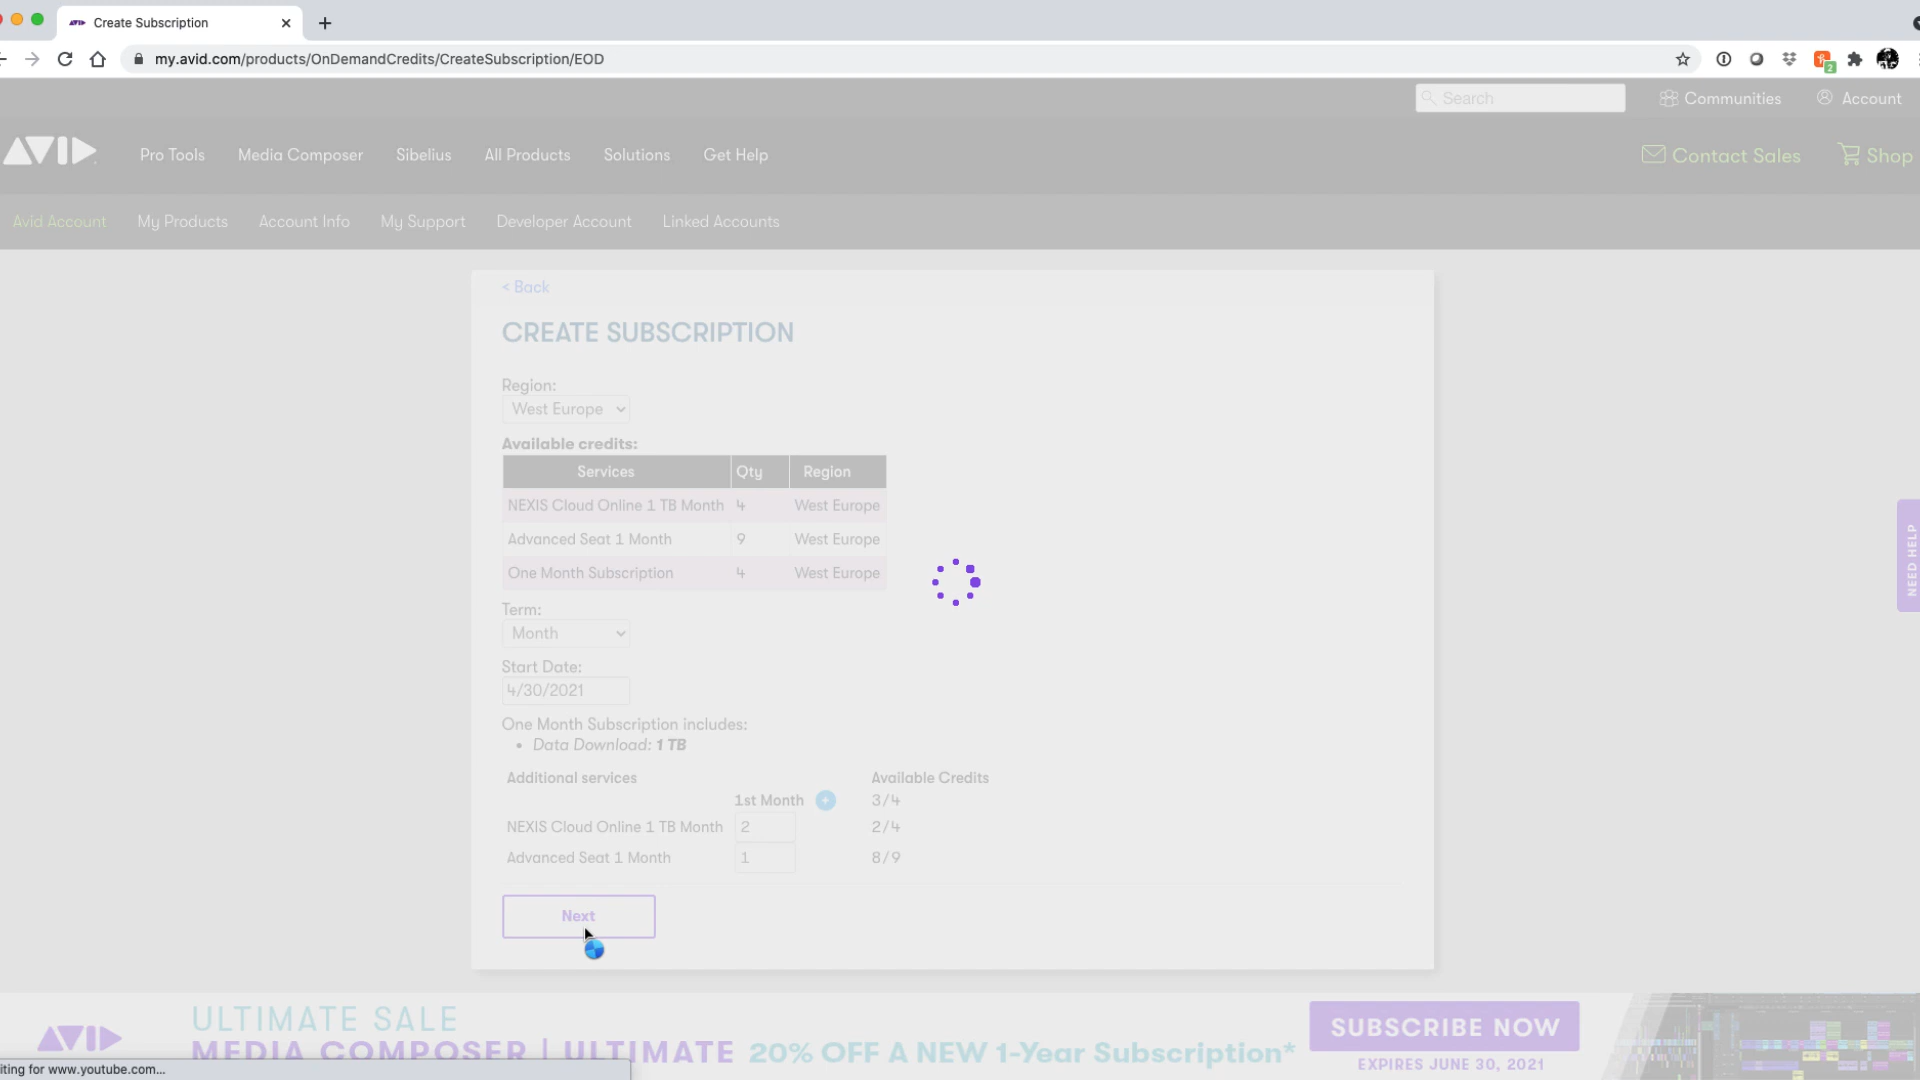 Create Subscription
my.avid.com/products/OnDemandCredits/CreateSubscription/EOD
2
Search
Communities
Account
AVID
Pro Tools
Media Composer
Sibelius
All Products
Solutions
Get Help
Contact Sales
Shop
Avid Account
My Products
Account Info
My Support
Developer Account
Linked Accounts
< Back
CREATE SUBSCRIPTION
Region:
West Europe
Available credits:
Services Qty Region
NEXIS Cloud Online 1 TB Month 4 West Europe
Advanced Seat 1 Month 9 West Europe
One Month Subscription 4 West Europe
Term:
Month
Start Date:
4/30/2021
One Month Subscription includes:
• Data Download: 1 TB
Additional services Available Credits
1st Month + 3/4
NEXIS Cloud Online 1 TB Month 2 2/4
Advanced Seat 1 Month 1 8/9
Next
NEED HELP
AVID
ULTIMATE SALE
MEDIA COMPOSER | ULTIMATE 20% OFF A NEW 1-Year Subscription*
SUBSCRIBE NOW
EXPIRES JUNE 30, 2021
iting for www.youtube.com...